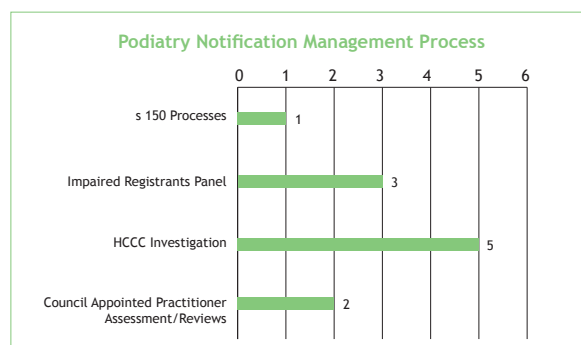 Podiatry Notification Management Process
0 1 2 3 4 5 6
s 150 Processes 1
Impaired Registrants Panel 3
HCCC Investigation 5
Council Appointed Practitioner
Assessment/Reviews 2